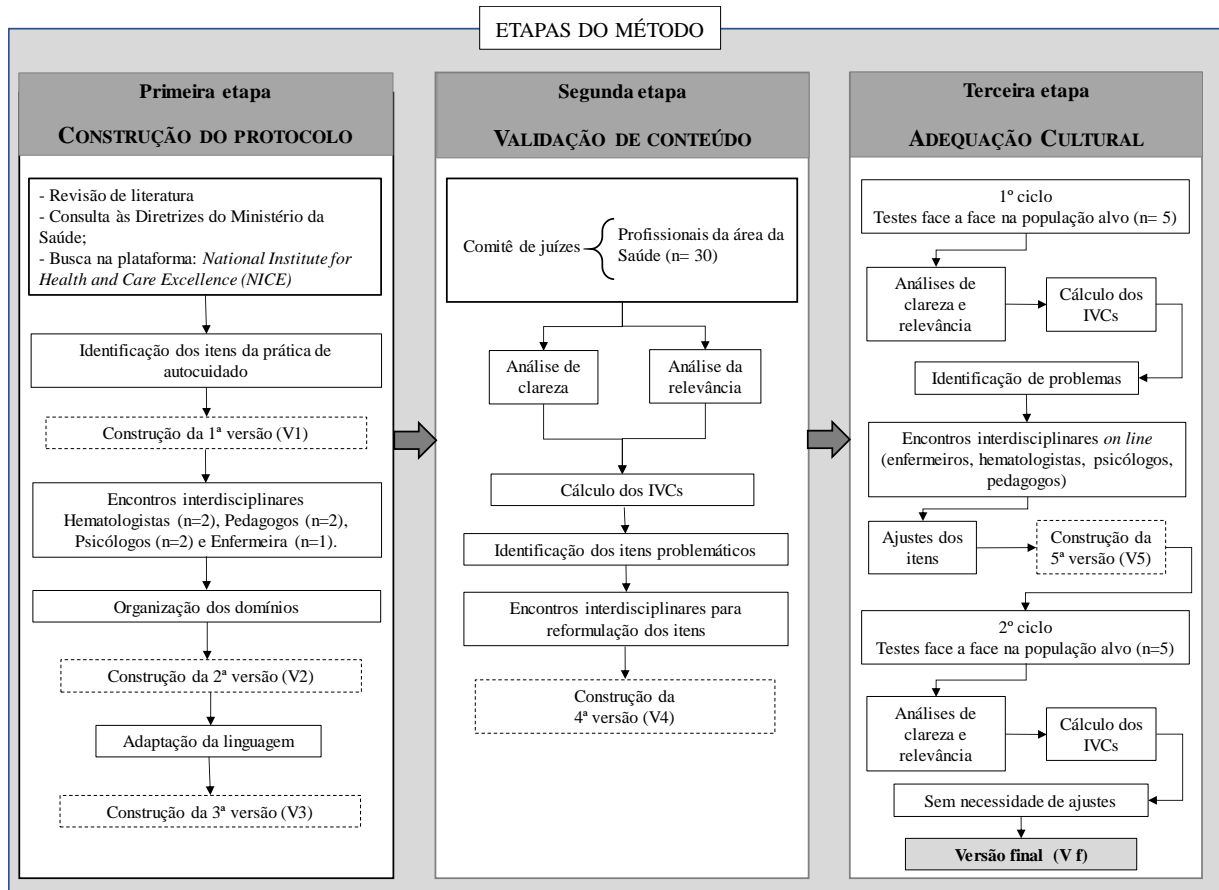 ETAPAS DO MÉTODO
Primeira etapa
CONSTRUÇÃO DO PROTOCOLO
- Revisão de literatura
- Consulta às Diretrizes do Ministério da
Saúde;
- Busca na plataforma: National Institute for
Health and Care Excellence (NICE)
Identificação dos itens da prática de
autocuidado
Construção da 1ª versão (V1)
Encontros interdisciplinares
Hematologistas (n=2), Pedagogos (n=2),
Psicólogos (n=2) e Enfermeira (n=1).
Organização dos domínios
Construção da 2ª versão (V2)
Adaptação da linguagem
Construção da 3ª versão (V3)
Segunda etapa
VALIDAÇÃO DE CONTEÚDO
Comitê de juízes
Profissionais da área da
Saúde (n= 30)
Análise de
clareza
Análise da
relevância
Cálculo dos IVCs
Identificação dos itens problemáticos
Encontros interdisciplinares para
reformulação dos itens
Construção da
4ª versão (V4)
Terceira etapa
ADEQUAÇÃO CULTURAL
1º ciclo
Testes face a face na população alvo (n= 5)
Análises de
clareza e
relevância
Cálculo dos
IVCs
Identificação de problemas
Encontros interdisciplinares on line
(enfermeiros, hematologistas, psicólogos,
pedagogos)
Ajustes dos
itens
Construção da
5ª versão (V5)
2º ciclo
Testes face a face na população alvo (n=5)
Análises de
clareza e
relevância
Cálculo dos
IVCs
Sem necessidade de ajustes
Versão final (V f)